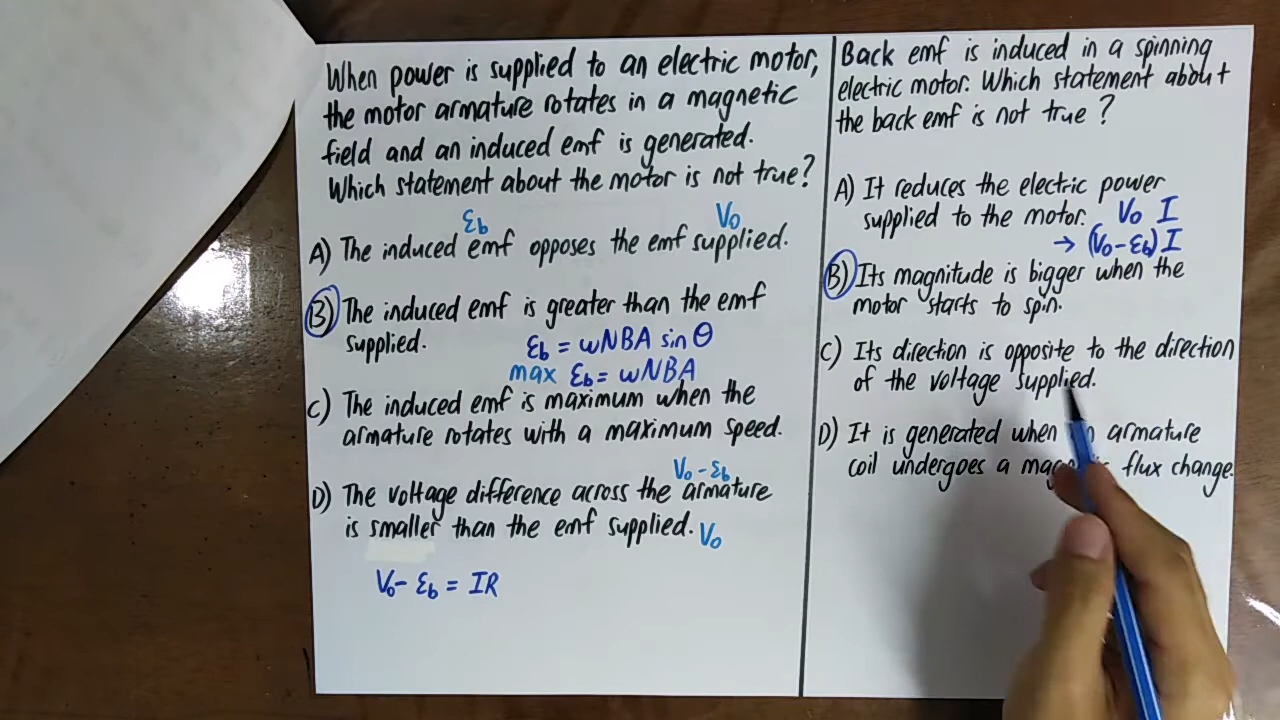 When power is supplied to an electric motor,
the motor armature rotates in a magnetic
field and an induced emf is generated.
Which statement about the motor is not true?
εb V₀
A) The induced emf opposes the emf supplied.
B) The induced emf is greater than the emf
supplied.
εb = ωNBA sin θ
max εb = ωNBA
C) The induced emf is maximum when the
armature rotates with a maximum speed.
V₀ - εb
D) The voltage difference across the armature
is smaller than the emf supplied. V₀
V₀ - εb = IR
Back emf is induced in a spinning
electric motor. Which statement about
the back emf is not true?
A) It reduces the electric power
supplied to the motor. V₀ I
→ (V₀ - εb) I
B) Its magnitude is bigger when the
motor starts to spin.
C) Its direction is opposite to the direction
of the voltage supplied.
D) It is generated when armature
coil undergoes a flux change.